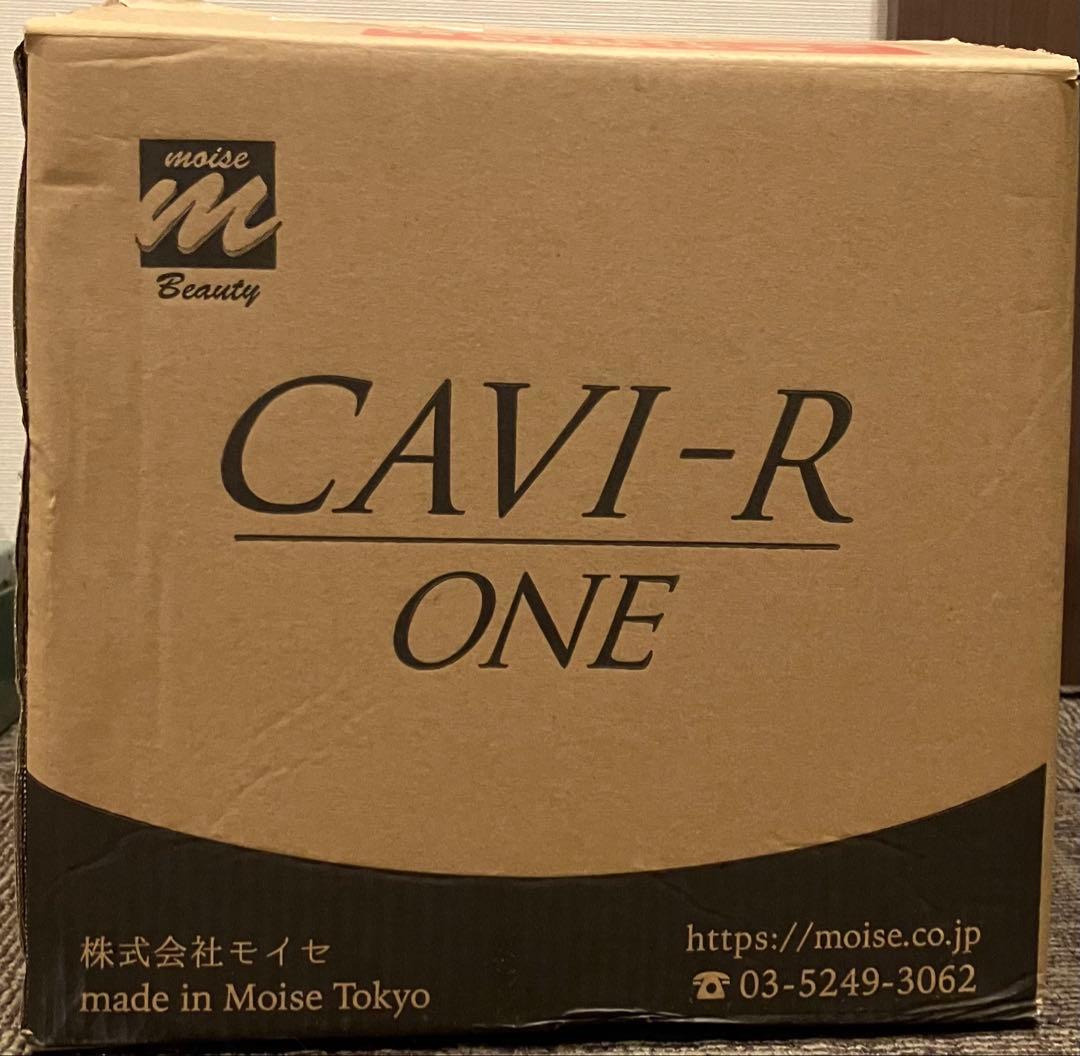 moise
m
Beauty
CAVI-R
ONE
株式会社モイセ
made in Moise Tokyo
https://moise.co.jp
☎03-5249-3062